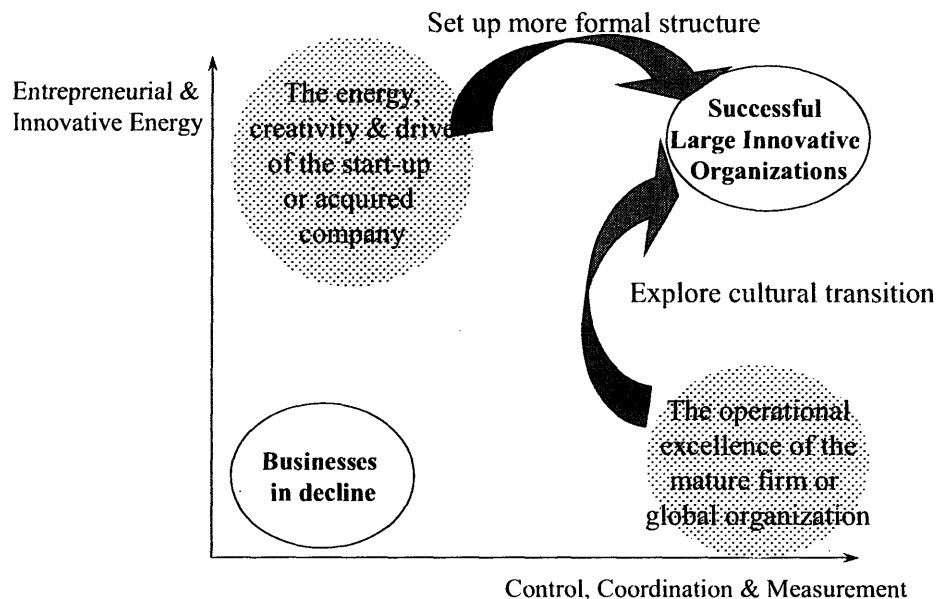 Set up more formal structure
Entrepreneurial &
Innovative Energy
The energy,
creativity & drive
of the start-up
or acquired
company
Successful
Large Innovative
Organizations
Explore cultural transition
Businesses
in decline
The operational
excellence of the
mature firm or
global organization
Control, Coordination & Measurement